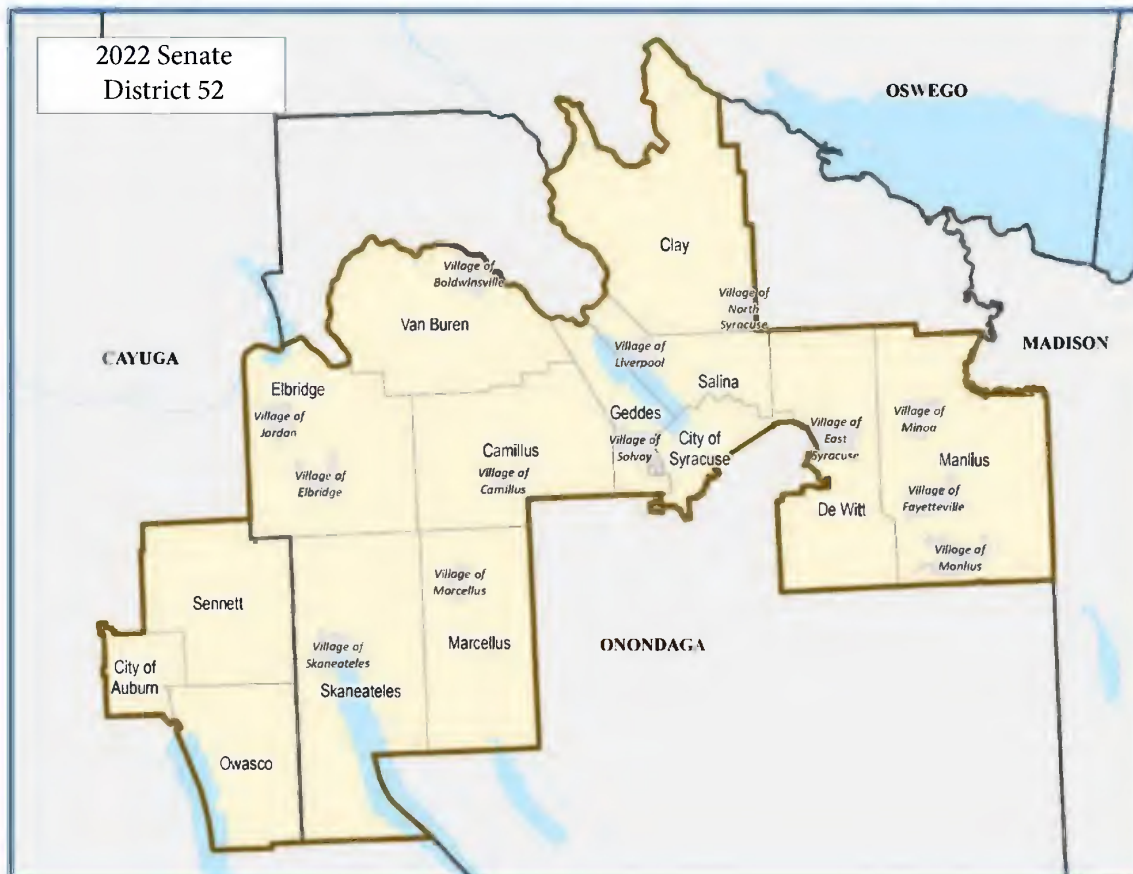 2022 Senate
District 52
OSWEGO
Clay
Village of
Boldwinsville
Village of
North
Syracuse
Van Buren
CAYUGA
Village of
Liverpool
MADISON
Salina
Elbridge
Village of
Jordan
Geddes
Village of
Solvay
City of
Syracuse
Village of
East
Syracuse
Village of
Minoa
Camillus
Village of
Camillus
Manlius
Village of
Elbridge
Village of
Fayetteville
De Witt
Village of
Monlius
Village of
Morcellus
Sennett
Village of
Skaneateles
Marcellus
ONONDAGA
City of
Auburn
Skaneateles
Owasco